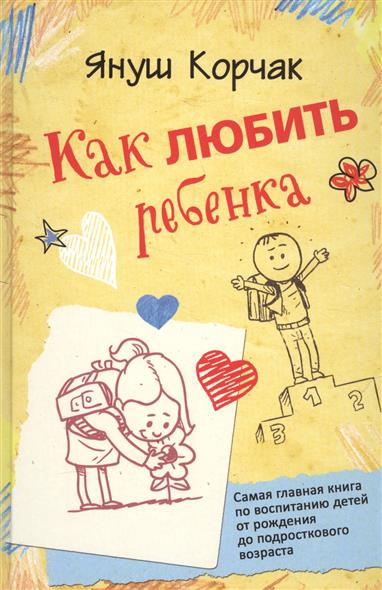 Януш Корчак
Как ЛЮБИТЬ
ребенка
3 1 2
Самая главная книга
по воспитанию детей
от рождения
до подросткового
возраста